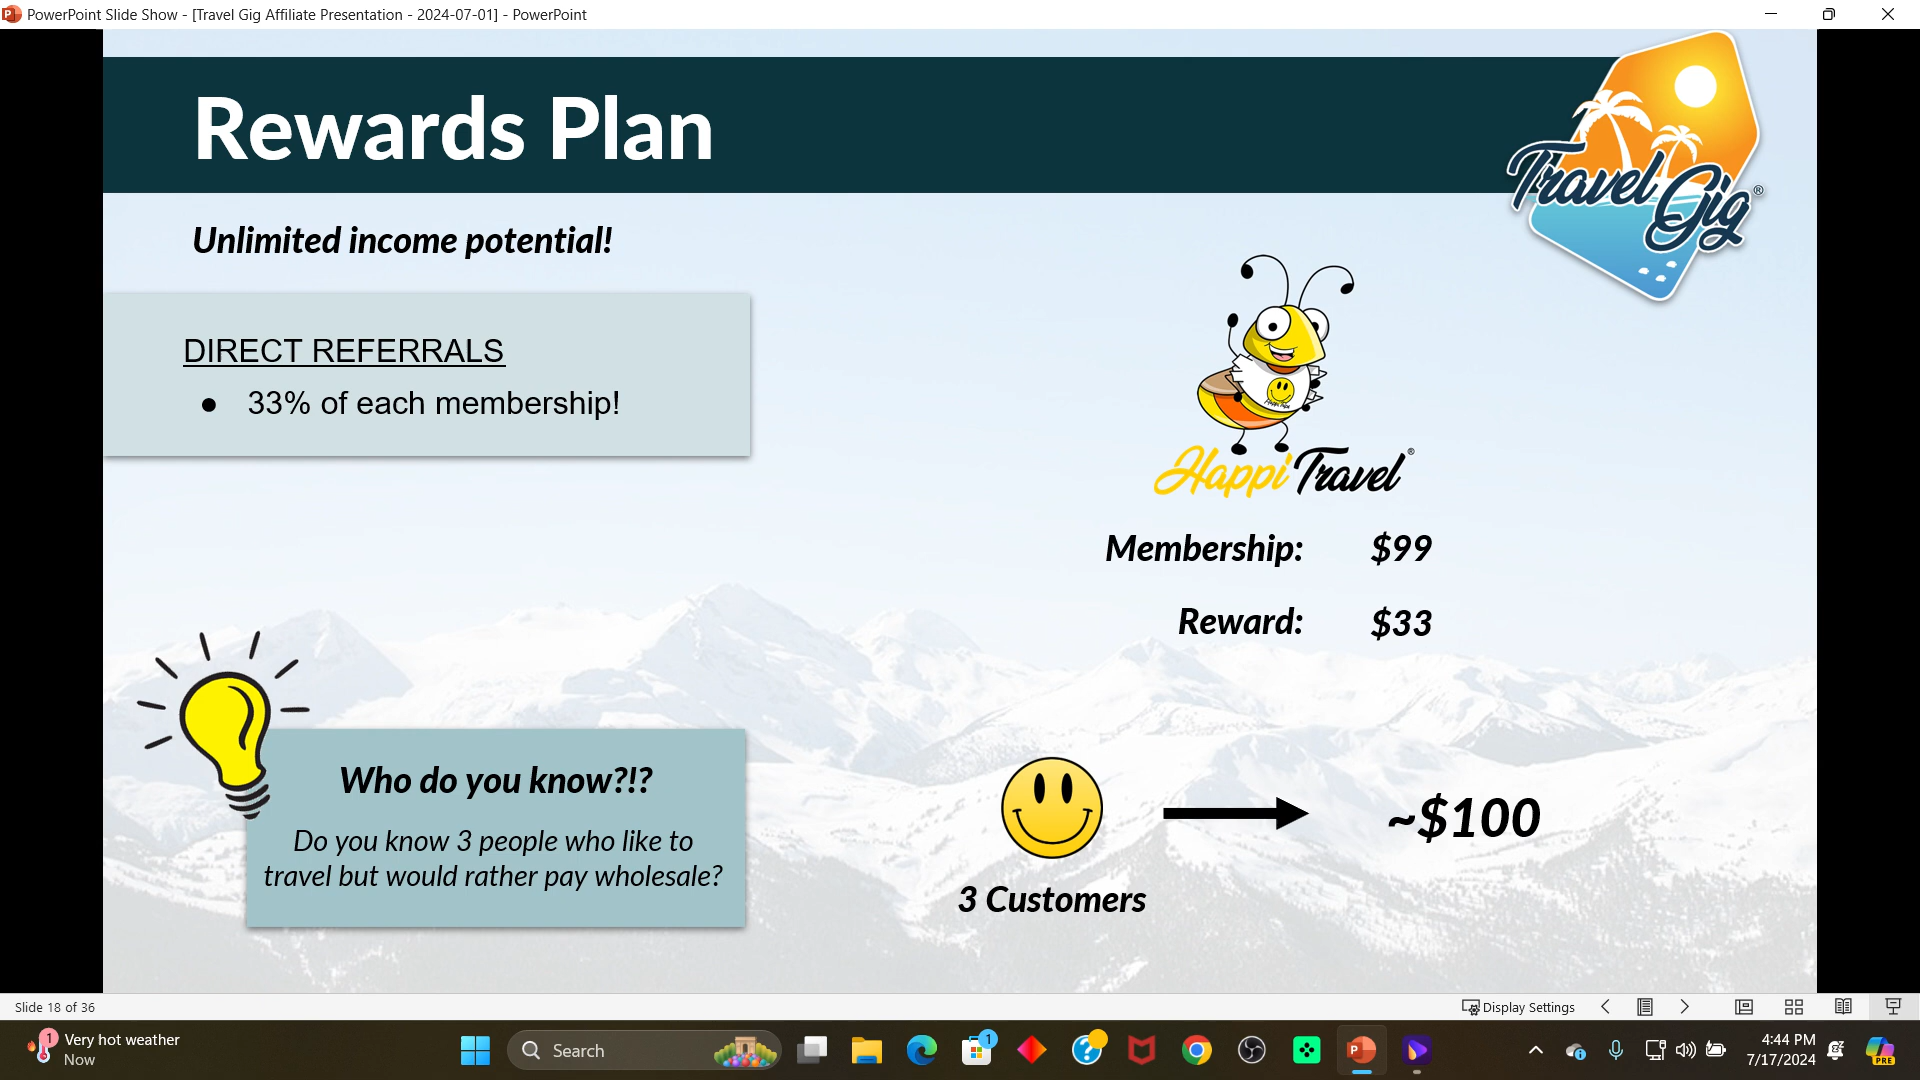 PowerPoint Slide Show - [Travel Gig Affiliate Presentation - 2024-07-01] - PowerPoint
Rewards Plan
Travel Gig®
Unlimited income potential!
DIRECT REFERRALS
● 33% of each membership!
Happi Travel®
Membership: $99
Reward: $33
Who do you know?!?
Do you know 3 people who like to
travel but would rather pay wholesale?
~$100
3 Customers
Slide 18 of 36
Display Settings
1
Very hot weather
Now
Search
1
4:44 PM
7/17/2024
PRE